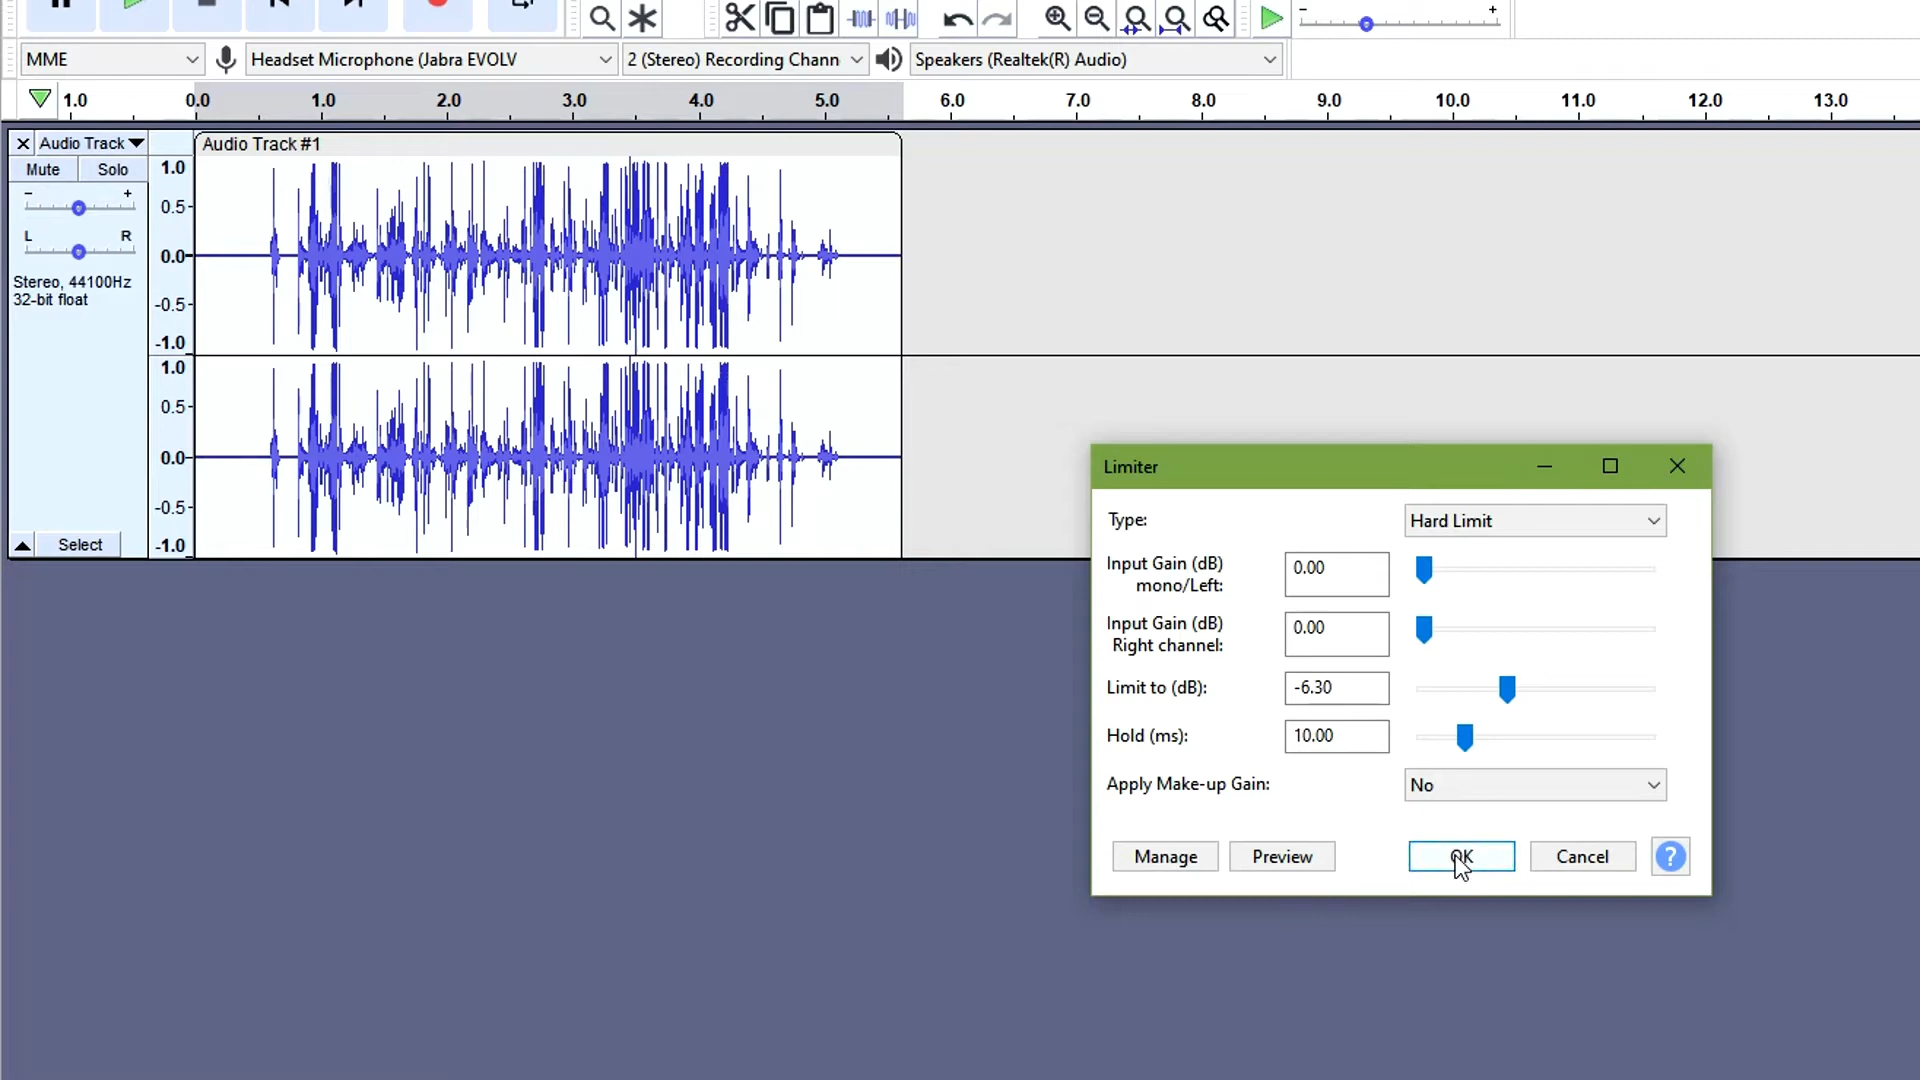 - +
MME
Headset Microphone (Jabra EVOLV
2 (Stereo) Recording Chann
Speakers (Realtek(R) Audio)
1.0 0.0 1.0 2.0 3.0 4.0 5.0 6.0 7.0 8.0 9.0 10.0 11.0 12.0 13.0
Audio Track
Audio Track #1
Mute Solo
- +
L R
Stereo, 44100Hz
32-bit float
Select
1.0
0.5-
0.0-
-0.5-
-1.0
1.0
0.5-
0.0-
-0.5-
-1.0
Limiter
Type: Hard Limit
Input Gain (dB)
mono/Left: 0.00
Input Gain (dB)
Right channel: 0.00
Limit to (dB): -6.30
Hold (ms): 10.00
Apply Make-up Gain: No
Manage Preview OK Cancel ?